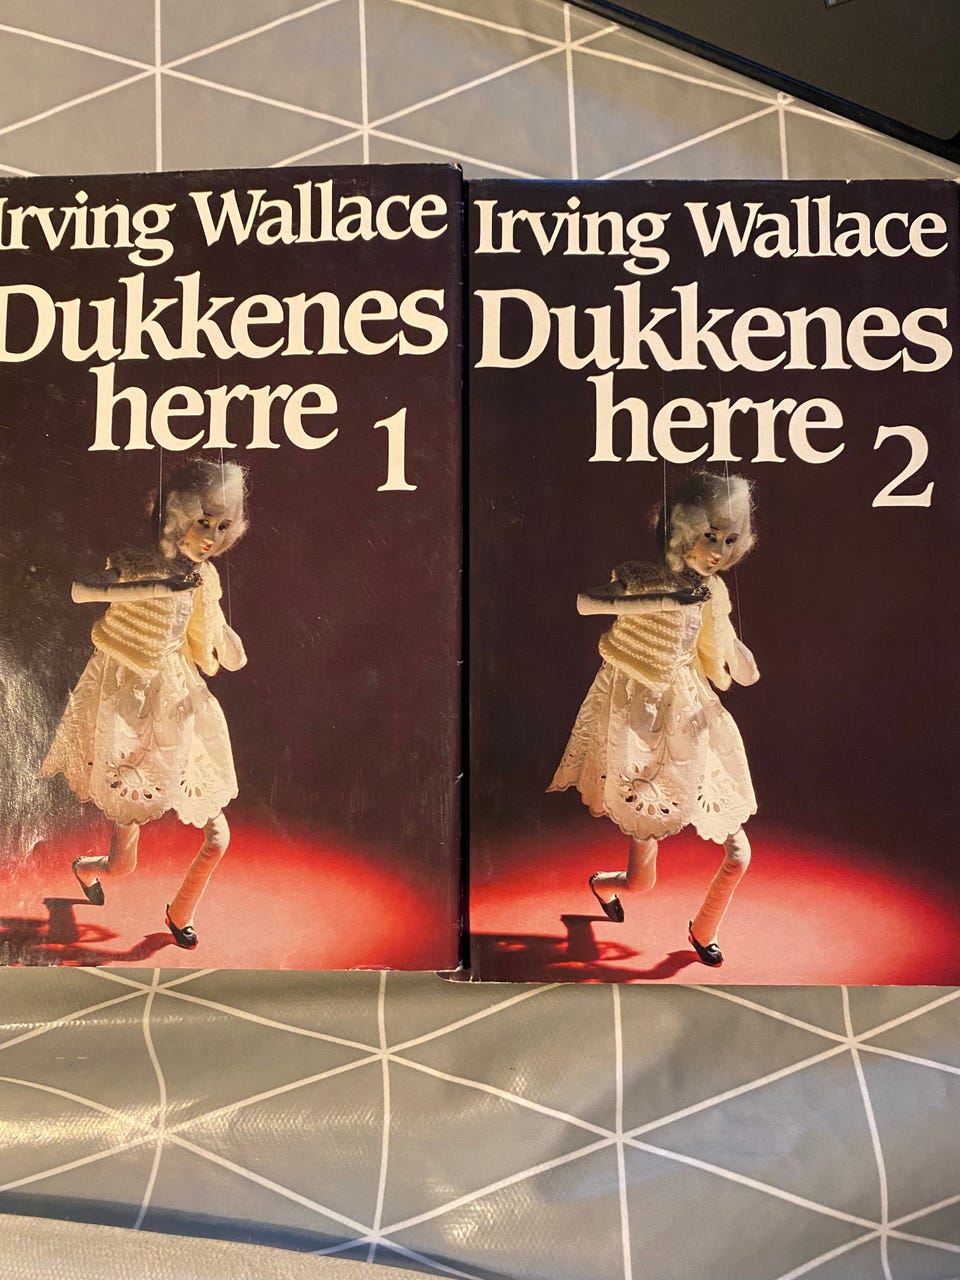 Irving Wallace
Dukkenes
herre 1
Irving Wallace
Dukkenes
herre 2